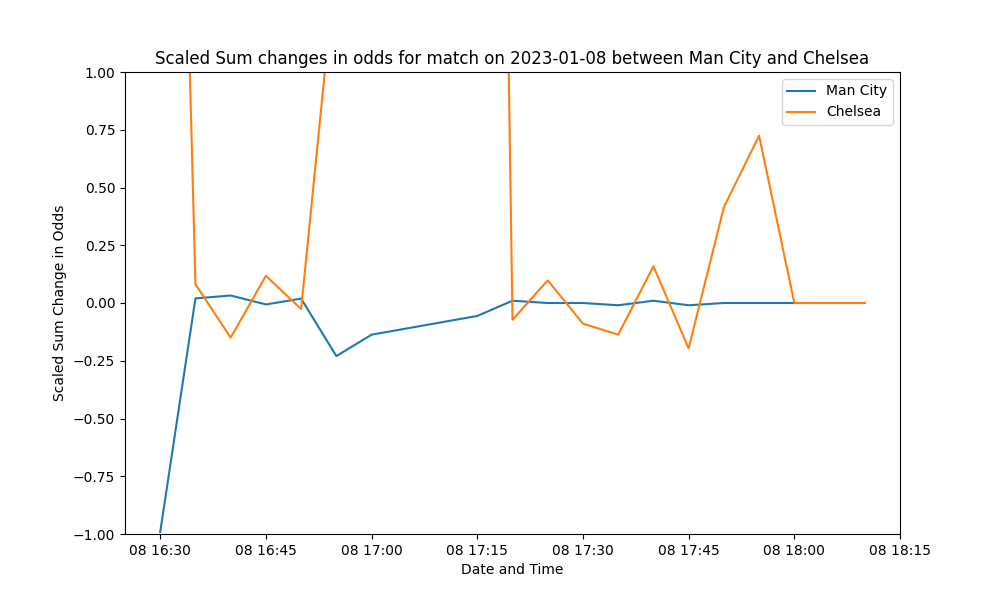 Scaled Sum changes in odds for match on 2023-01-08 between Man City and Chelsea
Man City
Chelsea
1.00
0.75
0.50
0.25
0.00
−0.25
−0.50
−0.75
−1.00
Scaled Sum Change in Odds
08 16:30 08 16:45 08 17:00 08 17:15 08 17:30 08 17:45 08 18:00 08 18:15
Date and Time